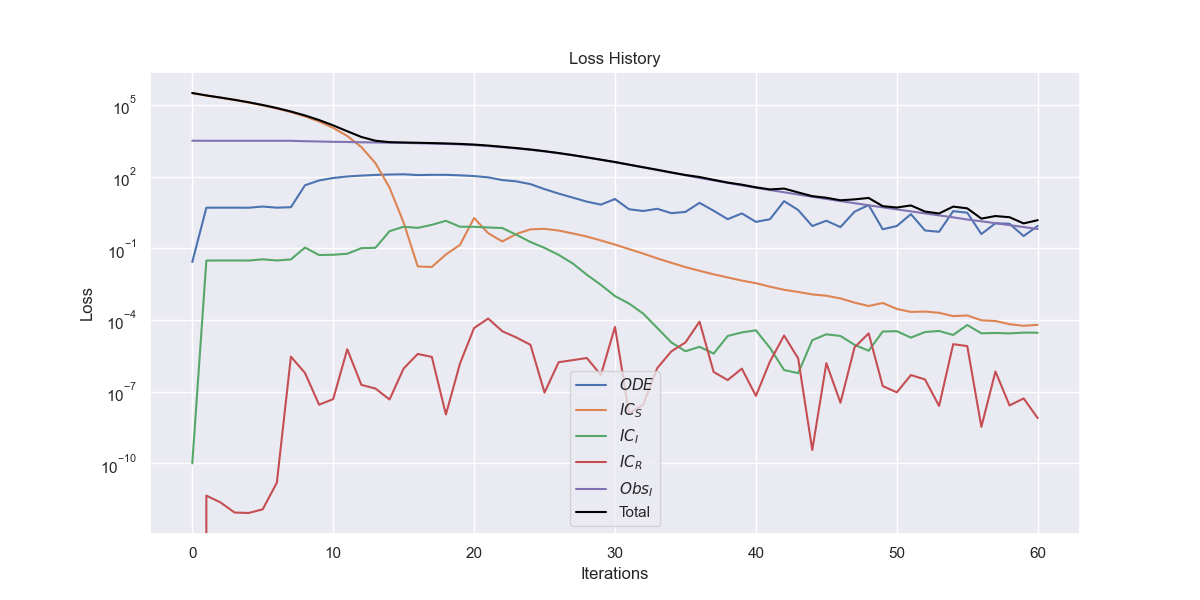 Loss History
Loss
10^5
10^2
10^−1
10^−4
10^−7
10^−10
ODE
IC_S
IC_I
IC_R
Obs_I
Total
0 10 20 30 40 50 60
Iterations